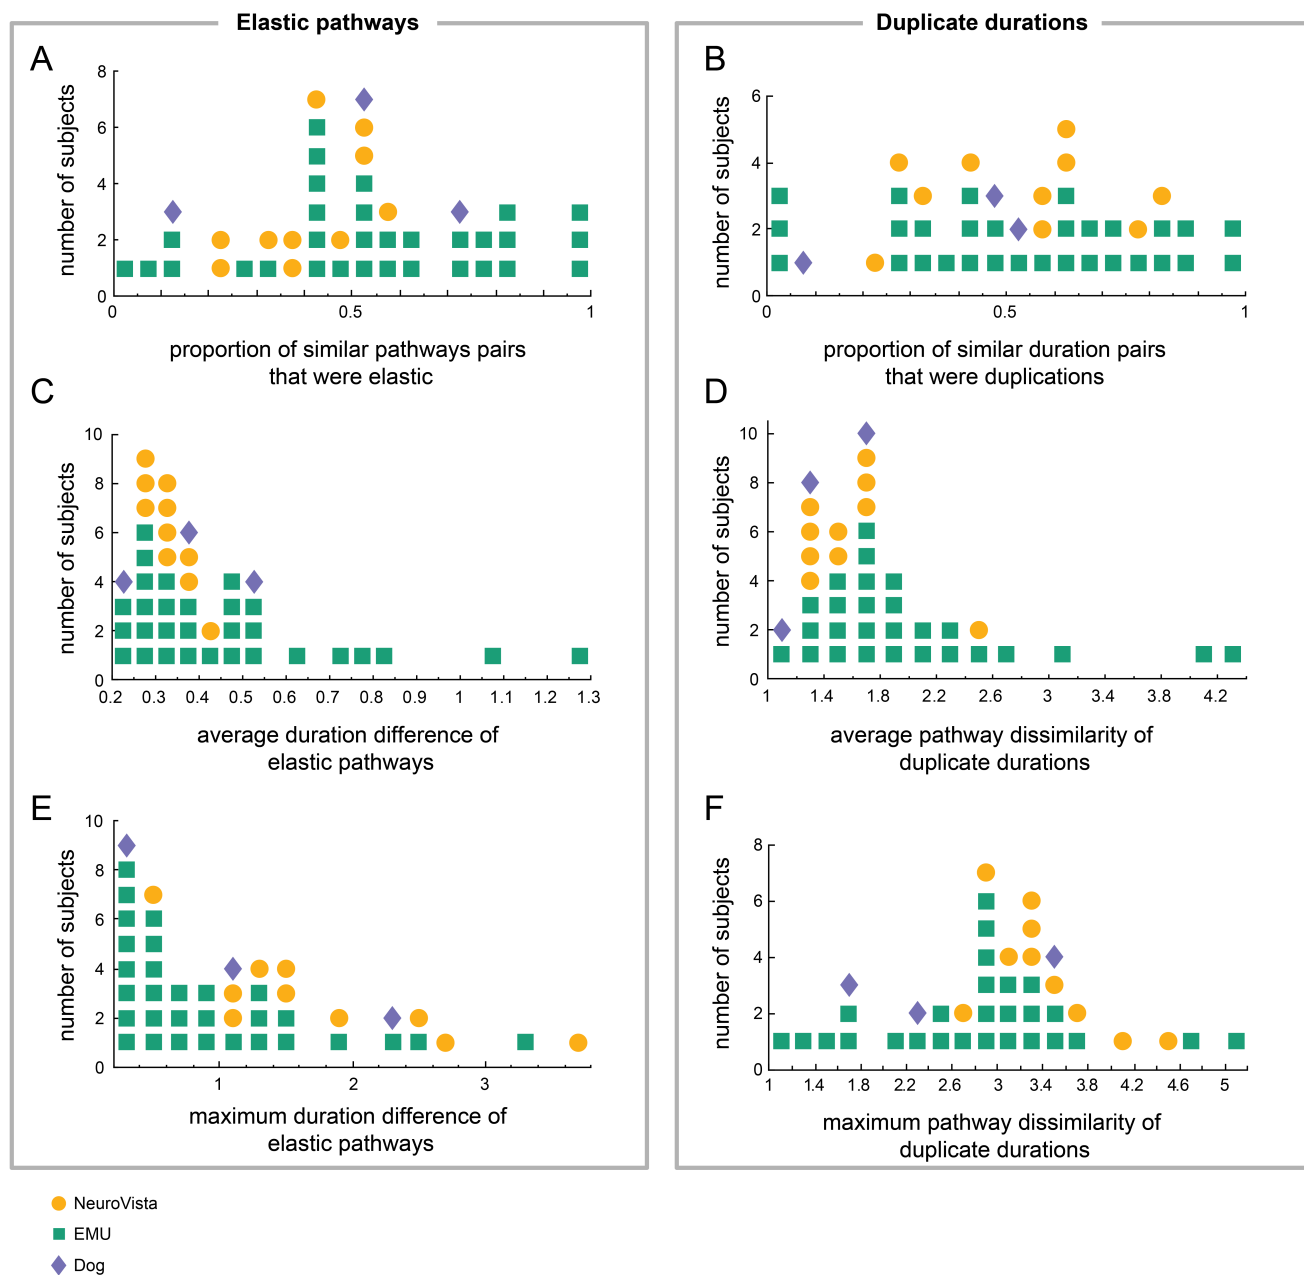 Elastic pathways
Duplicate durations
A
number of subjects
8
6
4
2
0
0
0.5
1
proportion of similar pathways pairs
that were elastic
B
number of subjects
6
4
2
0
0
0.5
1
proportion of similar duration pairs
that were duplications
C
number of subjects
10
8
6
4
2
0
0.2 0.3 0.4 0.5 0.6 0.7 0.8 0.9 1 1.1 1.2 1.3
average duration difference of
elastic pathways
D
number of subjects
10
8
6
4
2
0
1 1.4 1.8 2.2 2.6 3 3.4 3.8 4.2
average pathway dissimilarity of
duplicate durations
E
number of subjects
10
8
6
4
2
0
1 2 3
maximum duration difference of
elastic pathways
F
number of subjects
8
6
4
2
0
1 1.4 1.8 2.2 2.6 3 3.4 3.8 4.2 4.6 5
maximum pathway dissimilarity of
duplicate durations
NeuroVista
EMU
Dog